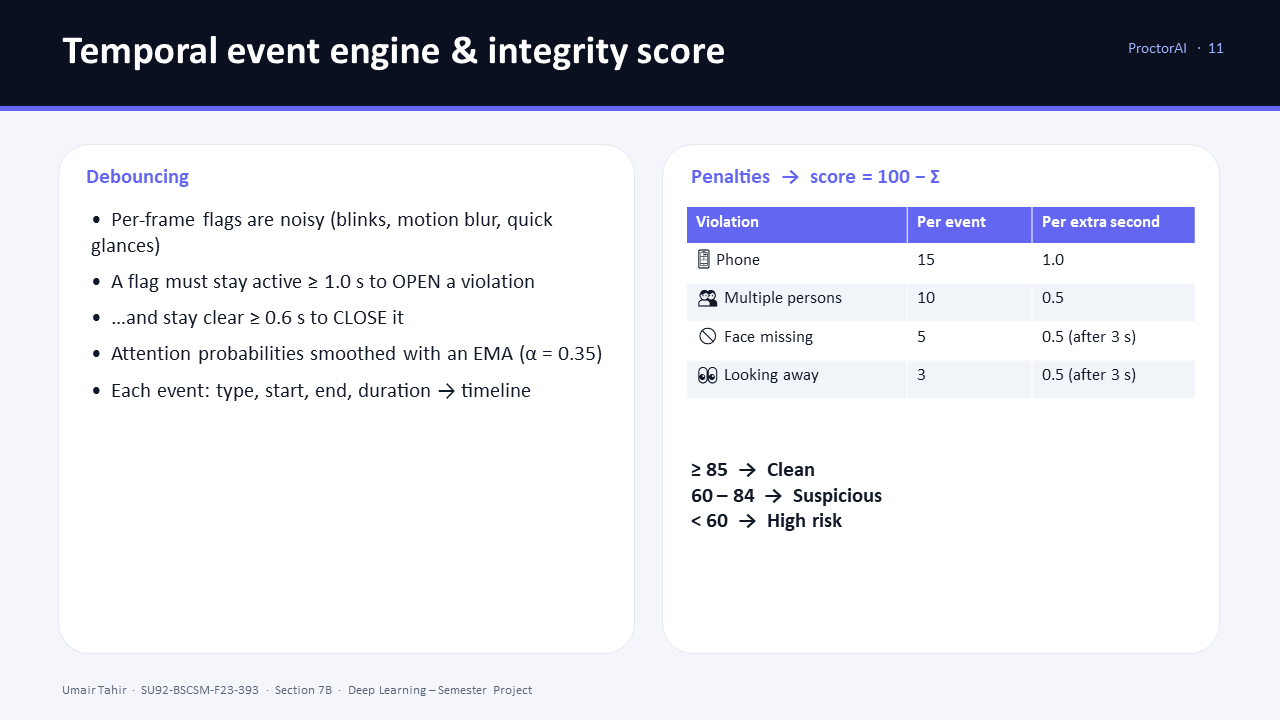 Temporal event engine & integrity score
ProctorAI · 11
Debouncing
• Per-frame flags are noisy (blinks, motion blur, quick
glances)
• A flag must stay active ≥ 1.0 s to OPEN a violation
• …and stay clear ≥ 0.6 s to CLOSE it
• Attention probabilities smoothed with an EMA (α = 0.35)
• Each event: type, start, end, duration → timeline
Penalties → score = 100 − Σ
Violation Per event Per extra second
📱 Phone 15 1.0
👥 Multiple persons 10 0.5
🚫 Face missing 5 0.5 (after 3 s)
👀 Looking away 3 0.5 (after 3 s)
≥ 85 → Clean
60 – 84 → Suspicious
< 60 → High risk
Umair Tahir · SU92-BSCSM-F23-393 · Section 7B · Deep Learning – Semester Project